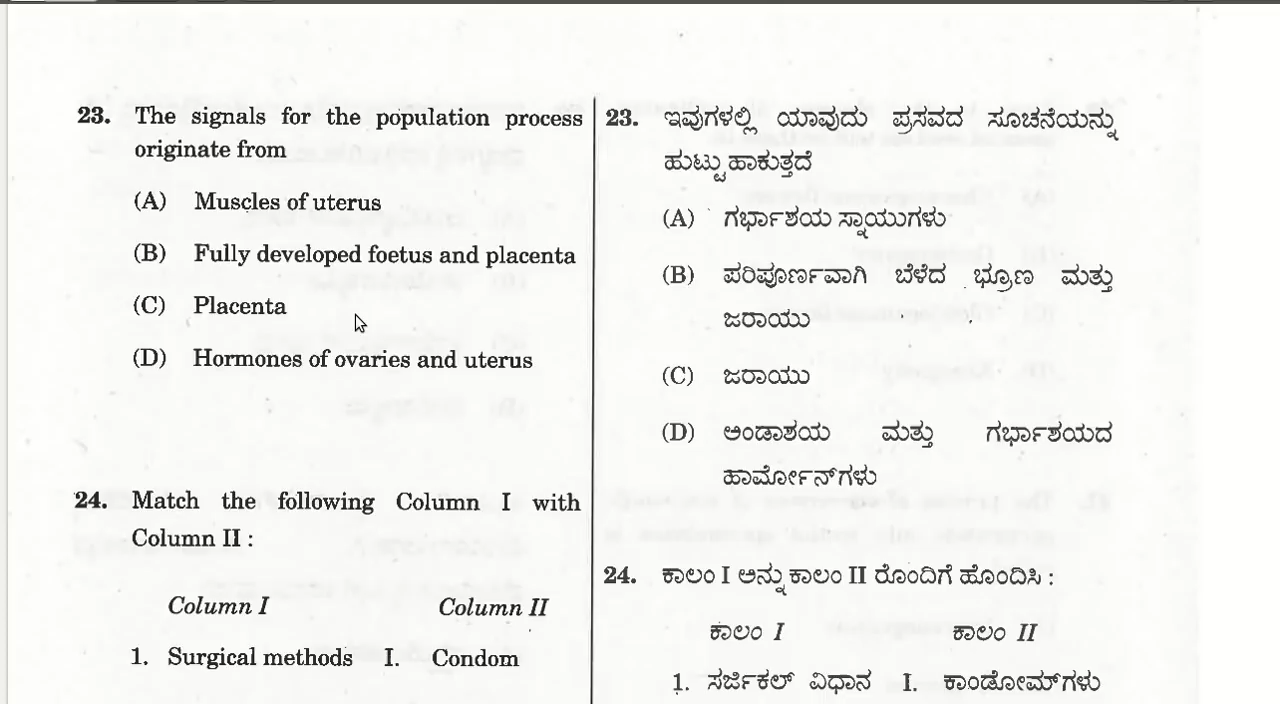 23. The signals for the population process
originate from
(A) Muscles of uterus
(B) Fully developed foetus and placenta
(C) Placenta
(D) Hormones of ovaries and uterus
24. Match the following Column I with
Column II :
Column I Column II
1. Surgical methods I. Condom
23. ಇವುಗಳಲ್ಲಿ ಯಾವುದು ಪ್ರಸವದ ಸೂಚನೆಯನ್ನು
ಹುಟ್ಟುಹಾಕುತ್ತದೆ
(A) ಗರ್ಭಾಶಯ ಸ್ನಾಯುಗಳು
(B) ಪರಿಪೂರ್ಣವಾಗಿ ಬೆಳೆದ ಭ್ರೂಣ ಮತ್ತು
ಜರಾಯು
(C) ಜರಾಯು
(D) ಅಂಡಾಶಯ ಮತ್ತು ಗರ್ಭಾಶಯದ
ಹಾರ್ಮೋನ್‌ಗಳು
24. ಕಾಲಂ I ಅನ್ನು ಕಾಲಂ II ರೊಂದಿಗೆ ಹೊಂದಿಸಿ :
ಕಾಲಂ I ಕಾಲಂ II
1. ಸರ್ಜಿಕಲ್ ವಿಧಾನ I. ಕಾಂಡೋಮ್‌ಗಳು